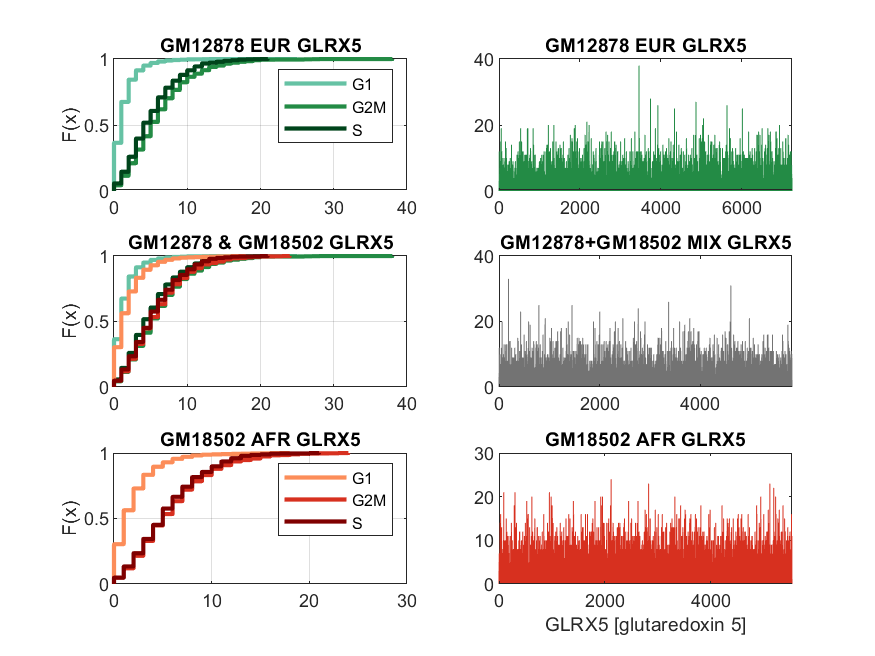 GM12878 EUR GLRX5
1
0.5
0
F(x)
0 10 20 30 40
G1
G2M
S
GM12878 EUR GLRX5
40
20
0
0 2000 4000 6000
GM12878 & GM18502 GLRX5
1
0.5
0
F(x)
0 10 20 30 40
GM12878+GM18502 MIX GLRX5
40
20
0
0 2000 4000
GM18502 AFR GLRX5
1
0.5
0
F(x)
0 10 20 30
G1
G2M
S
GM18502 AFR GLRX5
30
20
10
0
0 2000 4000
GLRX5 [glutaredoxin 5]